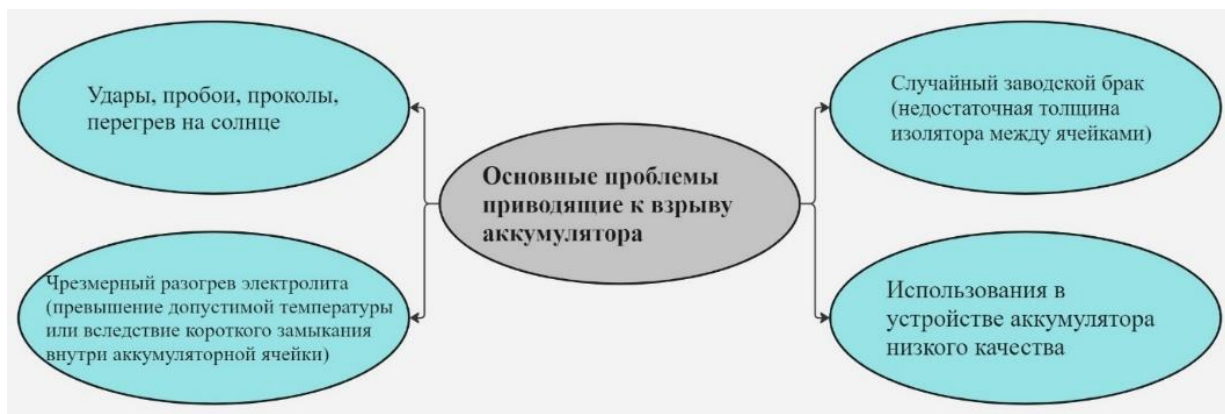 Удары, пробои, проколы,
перегрев на солнце
Случайный заводской брак
(недостаточная толщина
изолятора между ячейками)
Основные проблемы
приводящие к взрыву
аккумулятора
Чрезмерный разогрев электролита
(превышение допустимой температуры
или вследствие короткого замыкания
внутри аккумуляторной ячейки)
Использования в
устройстве аккумулятора
низкого качества